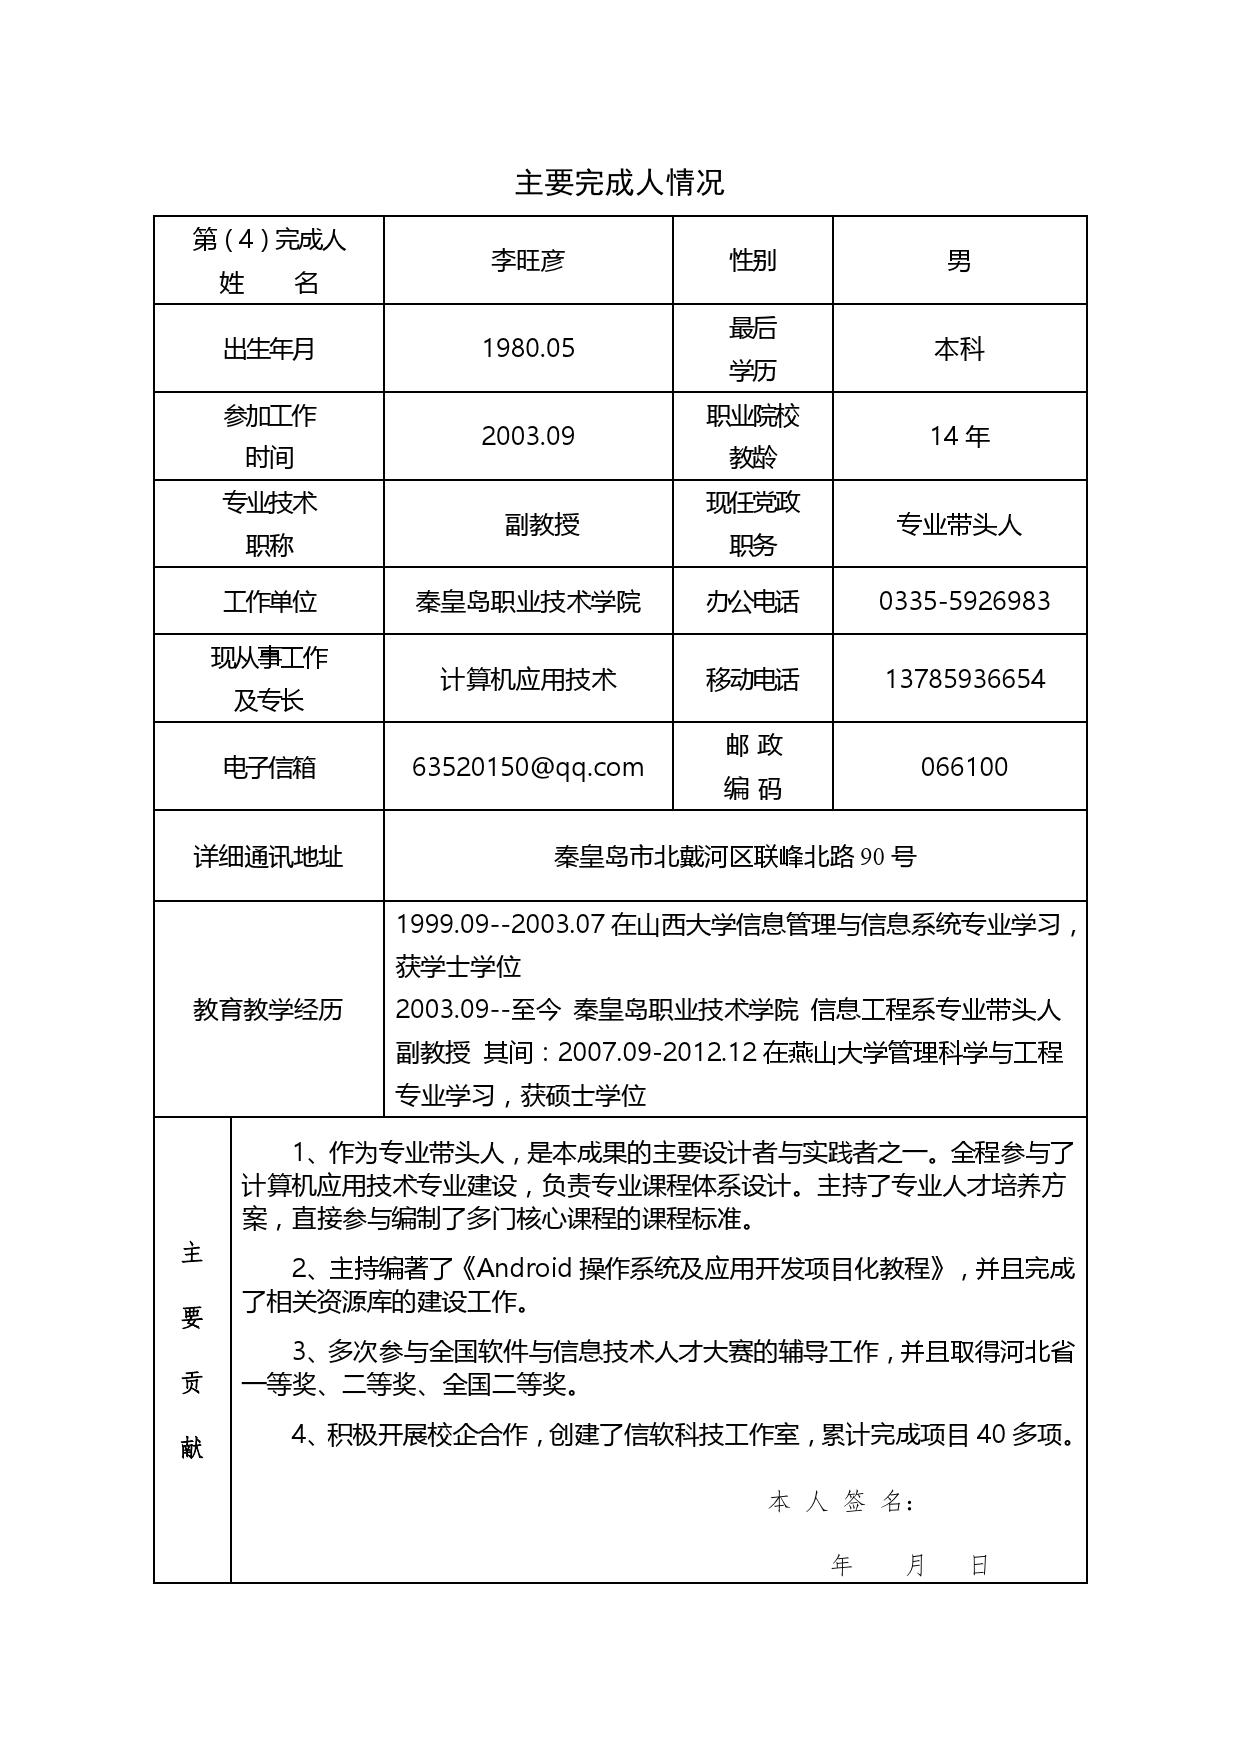 主要完成人情况
第(4)完成人
姓 名
李旺彦
性别
男
出生年月
1980.05
最后
学历
本科
参加工作
时间
2003.09
职业院校
教龄
14 年
专业技术
职称
副教授
现任党政
职务
专业带头人
工作单位
秦皇岛职业技术学院
办公电话
0335-5926983
现从事工作
及专长
计算机应用技术
移动电话
13785936654
电子信箱
63520150@qq.com
邮 政
编 码
066100
详细通讯地址
秦皇岛市北戴河区联峰北路 90 号
教育教学经历
1999.09--2003.07 在山西大学信息管理与信息系统专业学习，
获学士学位
2003.09--至今 秦皇岛职业技术学院 信息工程系专业带头人
副教授 其间：2007.09-2012.12 在燕山大学管理科学与工程
专业学习，获硕士学位
主
要
贡
献
1、作为专业带头人，是本成果的主要设计者与实践者之一。全程参与了
计算机应用技术专业建设，负责专业课程体系设计。主持了专业人才培养方
案，直接参与编制了多门核心课程的课程标准。
2、主持编著了《Android 操作系统及应用开发项目化教程》，并且完成
了相关资源库的建设工作。
3、多次参与全国软件与信息技术人才大赛的辅导工作，并且取得河北省
一等奖、二等奖、全国二等奖。
4、积极开展校企合作，创建了信软科技工作室，累计完成项目 40 多项。
本 人 签 名：
年 月 日